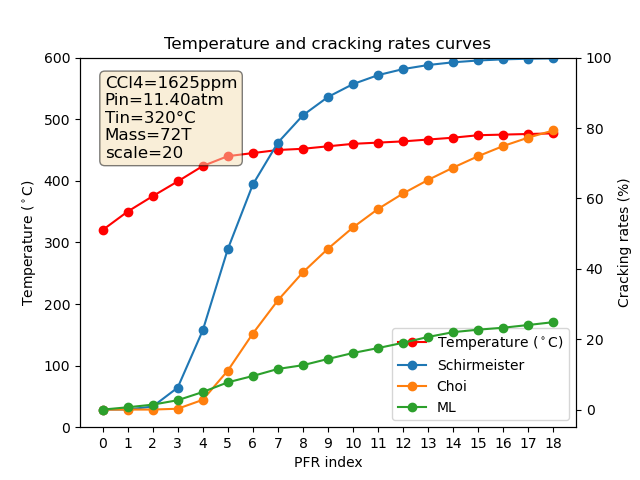 Temperature and cracking rates curves
CCl4=1625ppm
Pin=11.40atm
Tin=320°C
Mass=72T
scale=20
Temperature (°C)
600
500
400
300
200
100
0
Cracking rates (%)
100
80
60
40
20
0
Temperature (°C)
Schirmeister
Choi
ML
0 1 2 3 4 5 6 7 8 9 10 11 12 13 14 15 16 17 18
PFR index